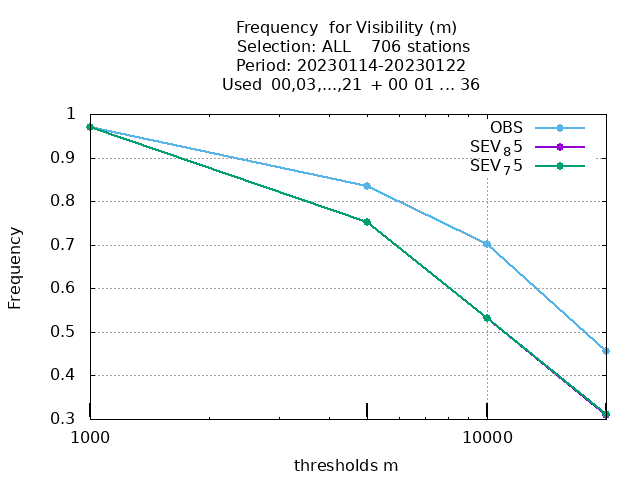 Frequency for Visibility (m)
Selection: ALL 706 stations
Period: 20230114-20230122
Used 00,03,...,21 + 00 01 ... 36
1
0.9
0.8
0.7
0.6
0.5
0.4
0.3
Frequency
OBS
SEV₈5
SEV₇5
1000
10000
thresholds m